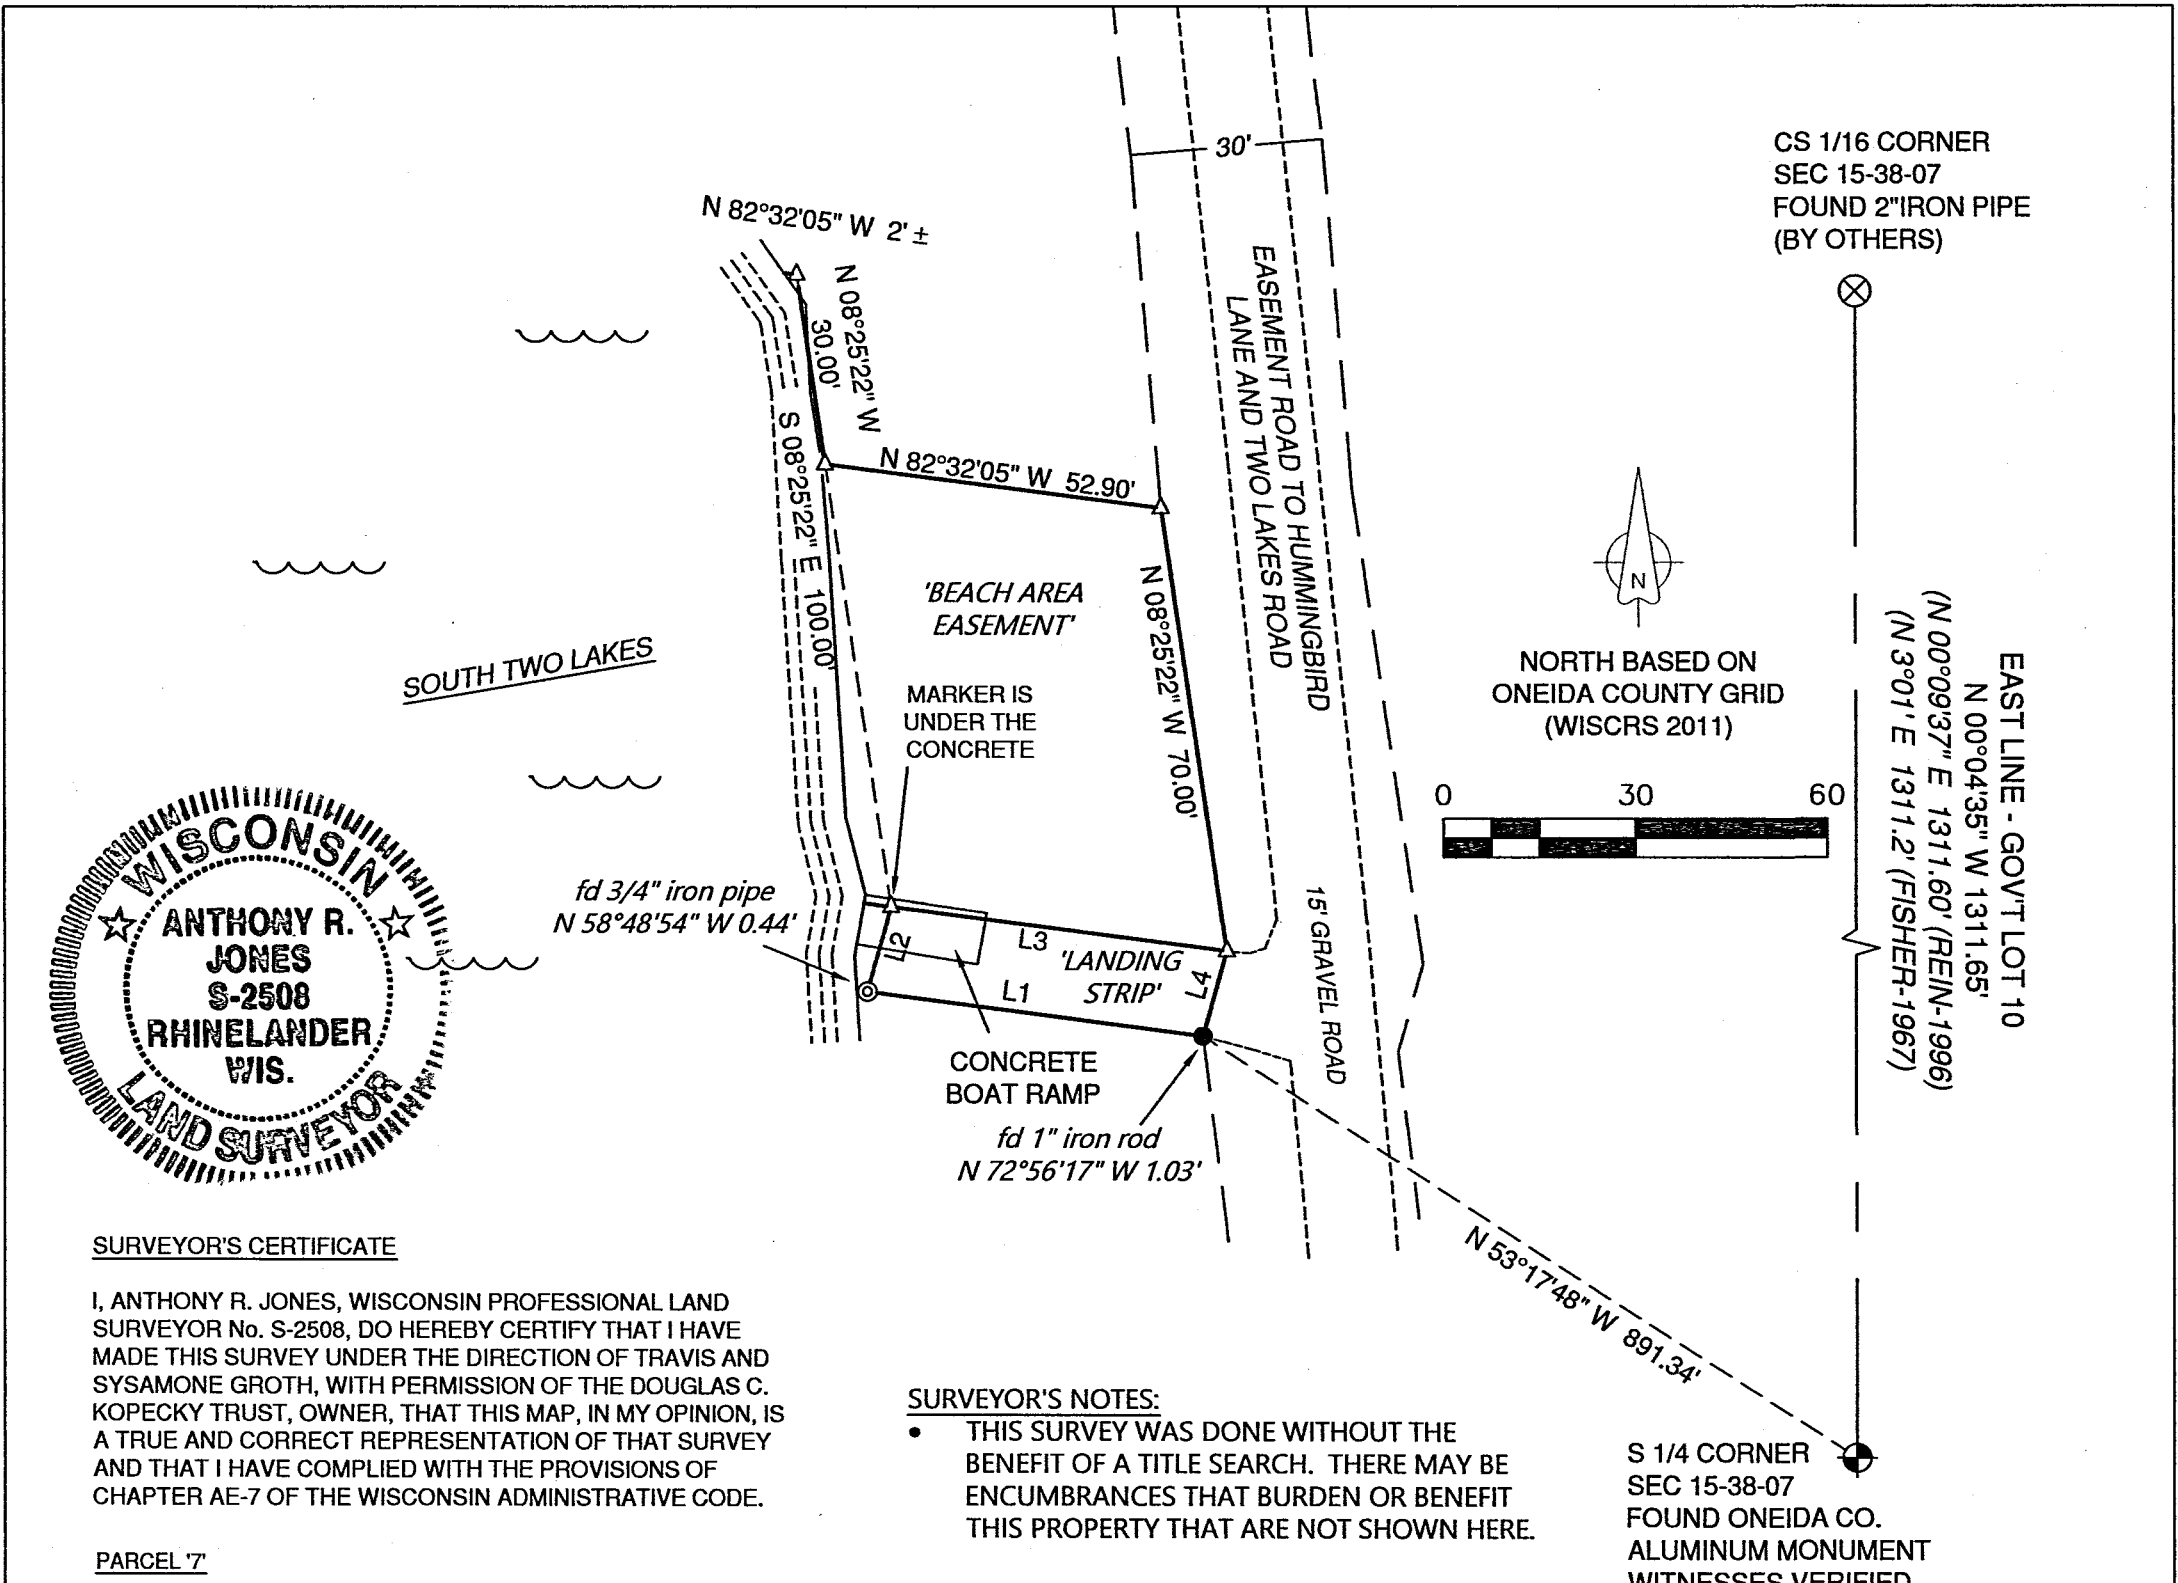 30'
CS 1/16 CORNER
SEC 15-38-07
FOUND 2"IRON PIPE
(BY OTHERS)
N 82°32'05" W 2' ±
N 08°25'22" W
30.00'
S 08°25'22" E 100.00'
N 82°32'05" W 52.90'
EASEMENT ROAD TO HUMMINGBIRD
LANE AND TWO LAKES ROAD
'BEACH AREA
EASEMENT'
N 08°25'22" W 70.00'
N
NORTH BASED ON
ONEIDA COUNTY GRID
(WISCRS 2011)
SOUTH TWO LAKES
MARKER IS
UNDER THE
CONCRETE
0 30 60
EAST LINE - GOV'T LOT 10
N 00°04'35" W 1311.65'
(N 00°09'37" E 1311.60' (REIN-1996)
(N 3°01' E 1311.2' (FISHER-1967)
WISCONSIN
ANTHONY R.
JONES
S-2508
RHINELANDER
WIS.
LAND SURVEYOR
fd 3/4" iron pipe
N 58°48'54" W 0.44'
L2
L3
'LANDING
STRIP'
L4
L1
15' GRAVEL ROAD
CONCRETE
BOAT RAMP
fd 1" iron rod
N 72°56'17" W 1.03'
N 53°17'48" W 891.34'
SURVEYOR'S CERTIFICATE
I, ANTHONY R. JONES, WISCONSIN PROFESSIONAL LAND
SURVEYOR No. S-2508, DO HEREBY CERTIFY THAT I HAVE
MADE THIS SURVEY UNDER THE DIRECTION OF TRAVIS AND
SYSAMONE GROTH, WITH PERMISSION OF THE DOUGLAS C.
KOPECKY TRUST, OWNER, THAT THIS MAP, IN MY OPINION, IS
A TRUE AND CORRECT REPRESENTATION OF THAT SURVEY
AND THAT I HAVE COMPLIED WITH THE PROVISIONS OF
CHAPTER AE-7 OF THE WISCONSIN ADMINISTRATIVE CODE.
PARCEL '7'
SURVEYOR'S NOTES:
• THIS SURVEY WAS DONE WITHOUT THE
BENEFIT OF A TITLE SEARCH. THERE MAY BE
ENCUMBRANCES THAT BURDEN OR BENEFIT
THIS PROPERTY THAT ARE NOT SHOWN HERE.
S 1/4 CORNER
SEC 15-38-07
FOUND ONEIDA CO.
ALUMINUM MONUMENT
WITNESSES VERIFIED